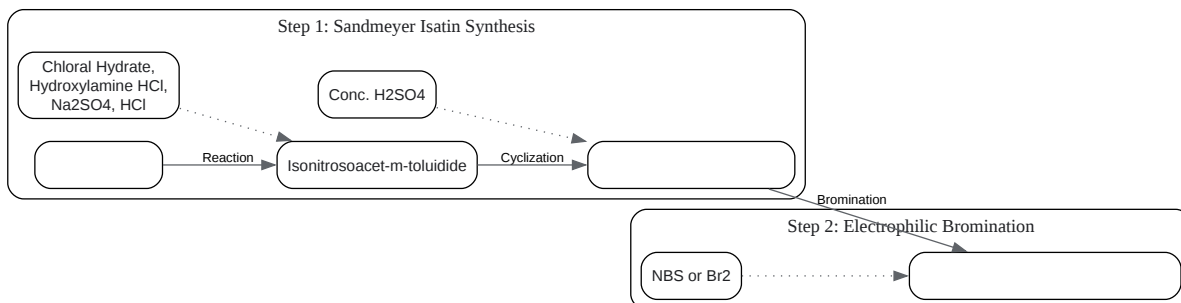 Step 1: Sandmeyer Isatin Synthesis
Chloral Hydrate,
Hydroxylamine HCl,
Na2SO4, HCl
Conc. H2SO4
Reaction
Isonitrosoacet-m-toluidide
Cyclization
Bromination
Step 2: Electrophilic Bromination
NBS or Br2